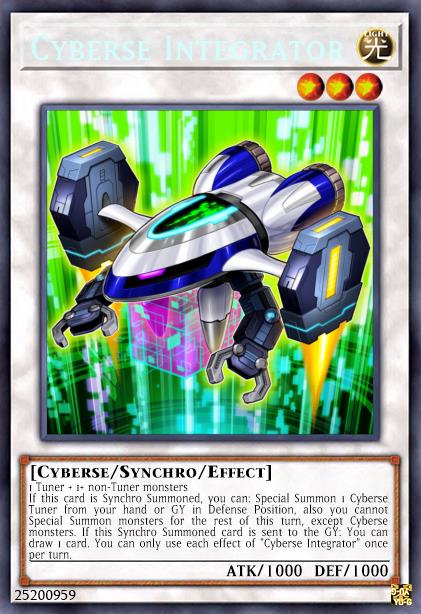 Cyberse Integrator
LIGHT
光
[Cyberse/Synchro/Effect]
1 Tuner + 1+ non-Tuner monsters
If this card is Synchro Summoned, you can: Special Summon 1 Cyberse
Tuner from your hand or GY in Defense Position, also you cannot
Special Summon monsters for the rest of this turn, except Cyberse
monsters. If this Synchro Summoned card is sent to the GY: You can
draw 1 card. You can only use each effect of "Cyberse Integrator" once
per turn.
ATK/1000 DEF/1000
25200959